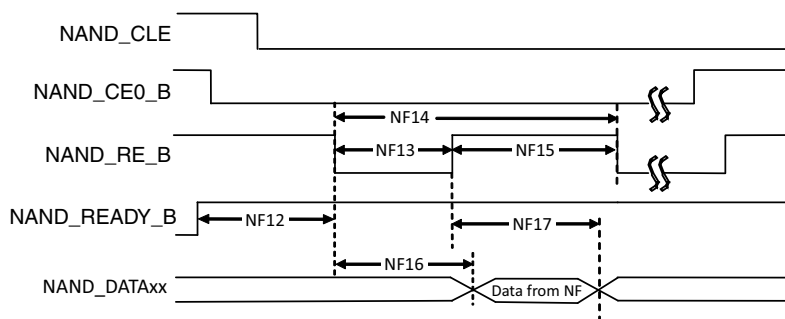 NAND_CLE
NAND_CE0_B
NF14
NAND_RE_B
NF13
NF15
NAND_READY_B
NF12
NF17
NF16
NAND_DATAxx
Data from NF